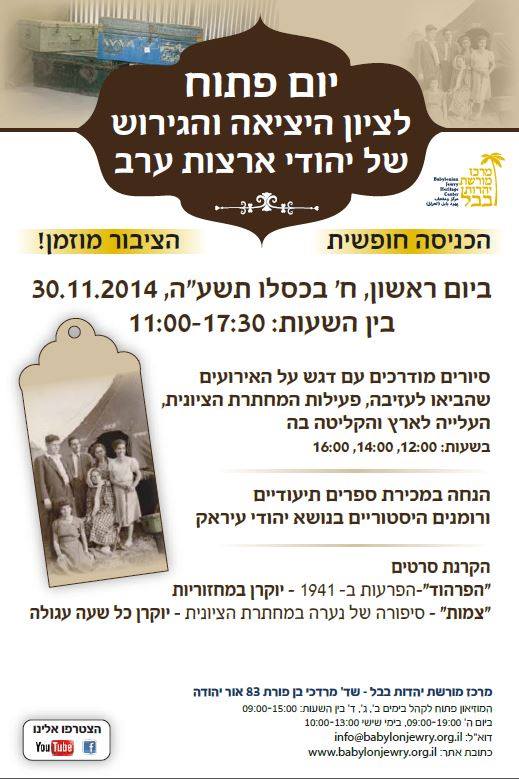 יום פתוח
לציון היציאה והגירוש
של יהודי ארצות ערב
מרכז
מורשת
יהדות
בבל
Babylonian
Jewry
Heritage
Center
הכניסה חופשית
הציבור מוזמן!
ביום ראשון, ח' בכסלו תשע"ה, 30.11.2014
בין השעות: 11:00-17:30
סיורים מודרכים עם דגש על האירועים
שהביאו לעזיבה, פעילות המחתרת הציונית,
העלייה לארץ והקליטה בה
בשעות: 12:00, 14:00, 16:00
הנחה במכירת ספרים תיעודיים
ורומנים היסטוריים בנושא יהודי עיראק
הקרנת סרטים
"הפרהוד"-הפרעות ב- 1941 - יוקרן במחזוריות
"צמות" - סיפורה של נערה במחתרת הציונית - יוקרן כל שעה עגולה
מרכז מורשת יהדות בבל - שד' מרדכי בן פורת 83 אור יהודה
המוזיאון פתוח לקהל בימים ב', ג', ד' בין השעות: 09:00-15:00
ביום ה' 09:00-19:00, בימי שישי 10:00-13:00
דוא"ל: info@babylonjewry.org.il
כתובת אתר: www.babylonjewry.org.il
הצטרפו אלינו
You Tube f